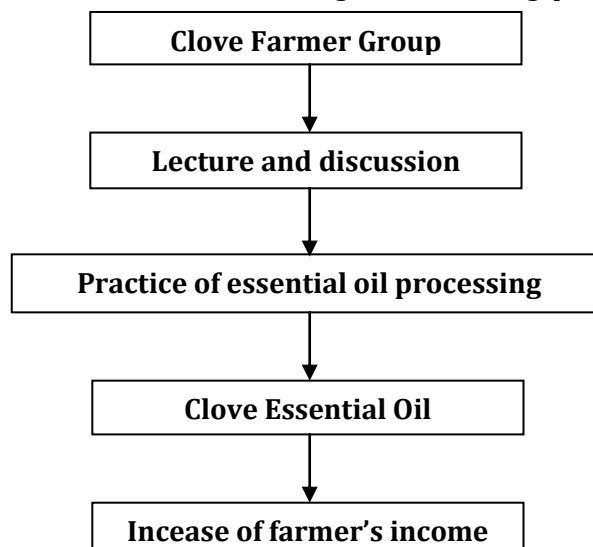 Clove Farmer Group
Lecture and discussion
Practice of essential oil processing
Clove Essential Oil
Incease of farmer's income